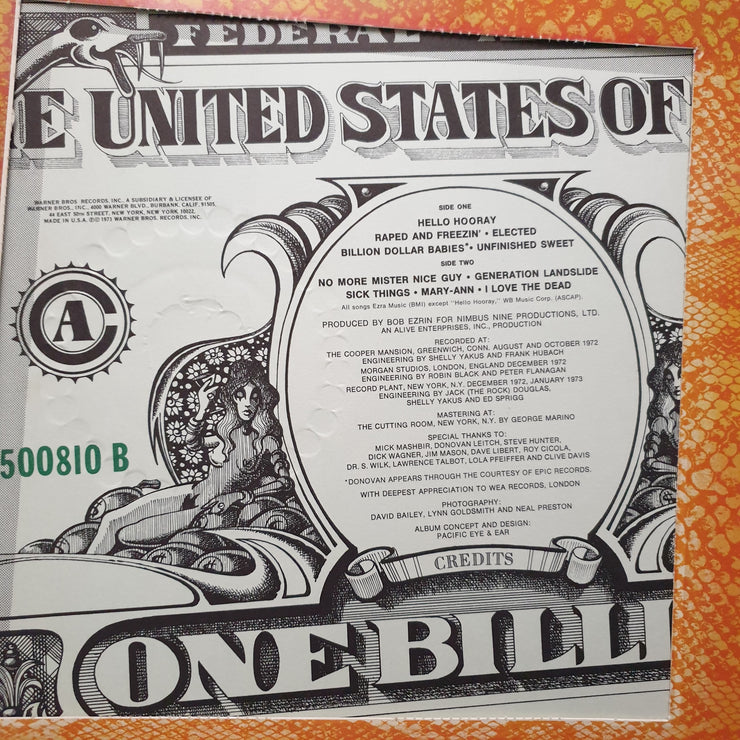 FEDERAL
E UNITED STATES OF
WARNER BROS. RECORDS, INC., A SUBSIDIARY & LICENSEE OF
WARNER BROS., INC., 4000 WARNER BLVD., BURBANK, CALIF. 91505,
44 EAST 50TH STREET, NEW YORK, NEW YORK 10022.
MADE IN U.S.A. ©ⓟ 1973 WARNER BROS. RECORDS, INC.
SIDE ONE
HELLO HOORAY
RAPED AND FREEZIN' • ELECTED
BILLION DOLLAR BABIES* • UNFINISHED SWEET
SIDE TWO
NO MORE MISTER NICE GUY • GENERATION LANDSLIDE
SICK THINGS • MARY-ANN • I LOVE THE DEAD
All songs Ezra Music (BMI) except "Hello Hooray," WB Music Corp. (ASCAP).
PRODUCED BY BOB EZRIN FOR NIMBUS NINE PRODUCTIONS, LTD.
AN ALIVE ENTERPRISES, INC., PRODUCTION
RECORDED AT:
THE COOPER MANSION, GREENWICH, CONN. AUGUST AND OCTOBER 1972
ENGINEERING BY SHELLY YAKUS AND FRANK HUBACH
MORGAN STUDIOS, LONDON, ENGLAND DECEMBER 1972
ENGINEERING BY ROBIN BLACK AND PETER FLANAGAN
RECORD PLANT, NEW YORK, N.Y. DECEMBER 1972, JANUARY 1973
ENGINEERING BY JACK (THE ROCK) DOUGLAS,
SHELLY YAKUS AND ED SPRIGG
MASTERING AT:
THE CUTTING ROOM, NEW YORK, N.Y. BY GEORGE MARINO
SPECIAL THANKS TO:
MICK MASHBIR, DONOVAN LEITCH, STEVE HUNTER,
DICK WAGNER, JIM MASON, DAVE LIBERT, ROY CICOLA,
DR. S. WILK, LAWRENCE TALBOT, LOLA PFEIFFER AND CLIVE DAVIS
*DONOVAN APPEARS THROUGH THE COURTESY OF EPIC RECORDS.
WITH DEEPEST APPRECIATION TO WEA RECORDS, LONDON
PHOTOGRAPHY:
DAVID BAILEY, LYNN GOLDSMITH AND NEAL PRESTON
ALBUM CONCEPT AND DESIGN:
PACIFIC EYE & EAR
CREDITS
AC
500810 B
ONE BILLI